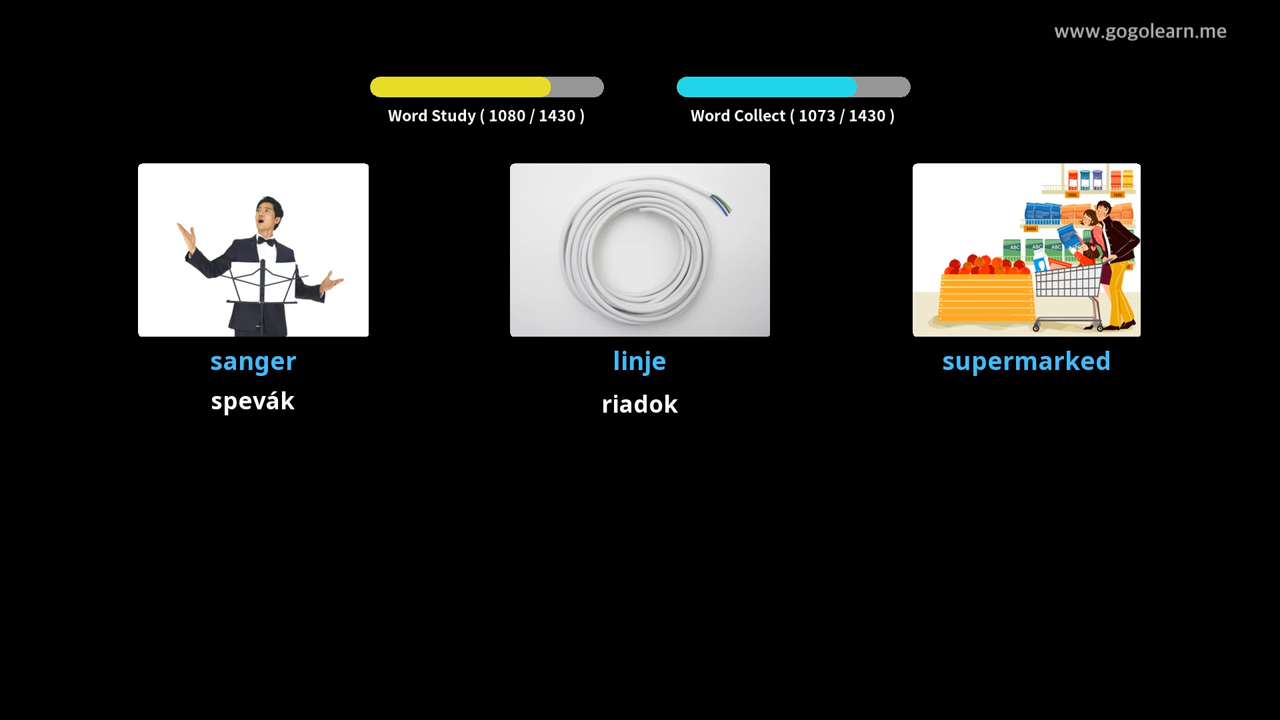 www.gogolearn.me
Word Study ( 1080 / 1430 )
Word Collect ( 1073 / 1430 )
sanger
linje
supermarked
spevák
riadok